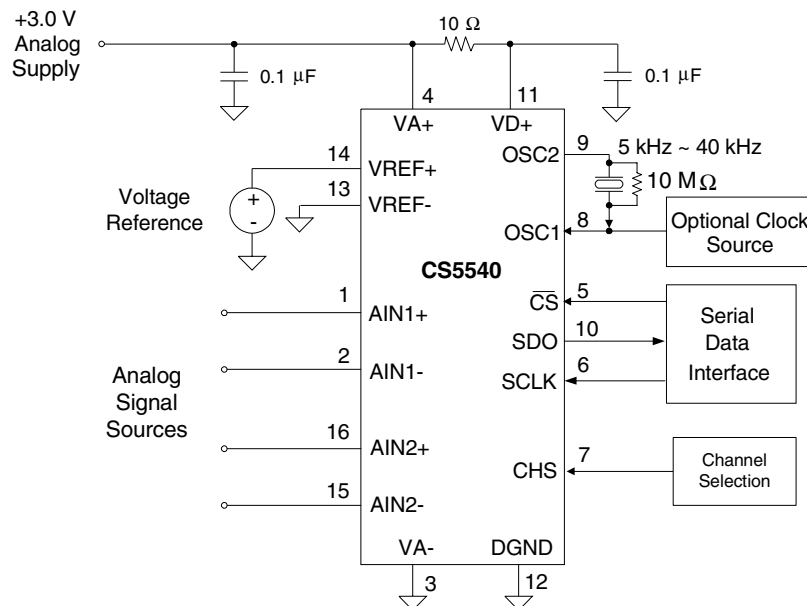 +3.0 V
Analog
Supply
10 Ω
0.1 µF
0.1 µF
4
11
VA+
VD+
9
5 kHz ~ 40 kHz
OSC2
14
VREF+
10 MΩ
Voltage
Reference
+
-
13
VREF-
8
OSC1
Optional Clock
Source
CS5540
1
AIN1+
5
CS
Serial
Data
Interface
10
SDO
2
AIN1-
6
SCLK
Analog
Signal
Sources
16
AIN2+
7
CHS
Channel
Selection
15
AIN2-
VA-
DGND
3
12